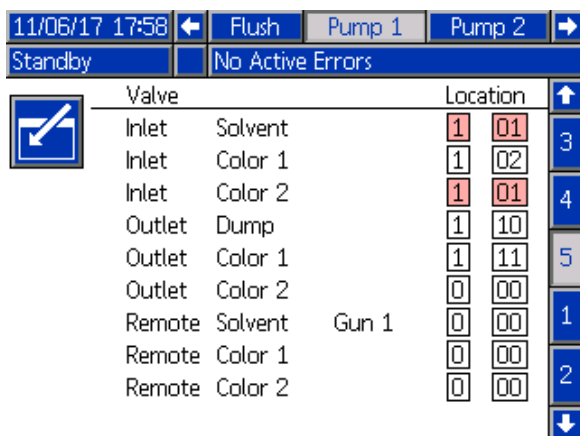 11/06/17 17:58 Flush Pump 1 Pump 2
Standby No Active Errors
Valve Location
Inlet Solvent 1 01
Inlet Color 1 1 02
Inlet Color 2 1 01
Outlet Dump 1 10
Outlet Color 1 1 11
Outlet Color 2 0 00
Remote Solvent Gun 1 0 00
Remote Color 1 0 00
Remote Color 2 0 00
3
4
5
1
2